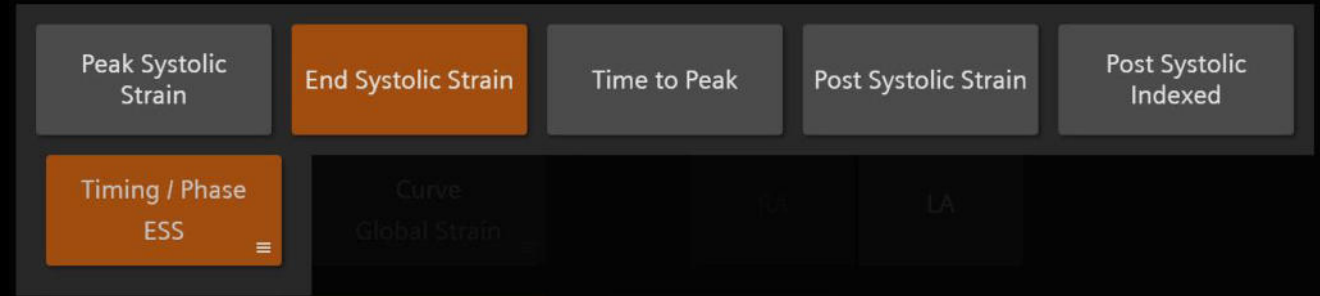 Peak Systolic
Strain
End Systolic Strain
Time to Peak
Post Systolic Strain
Post Systolic
Indexed
Timing / Phase
ESS
Curve
Global Strain
RA
LA